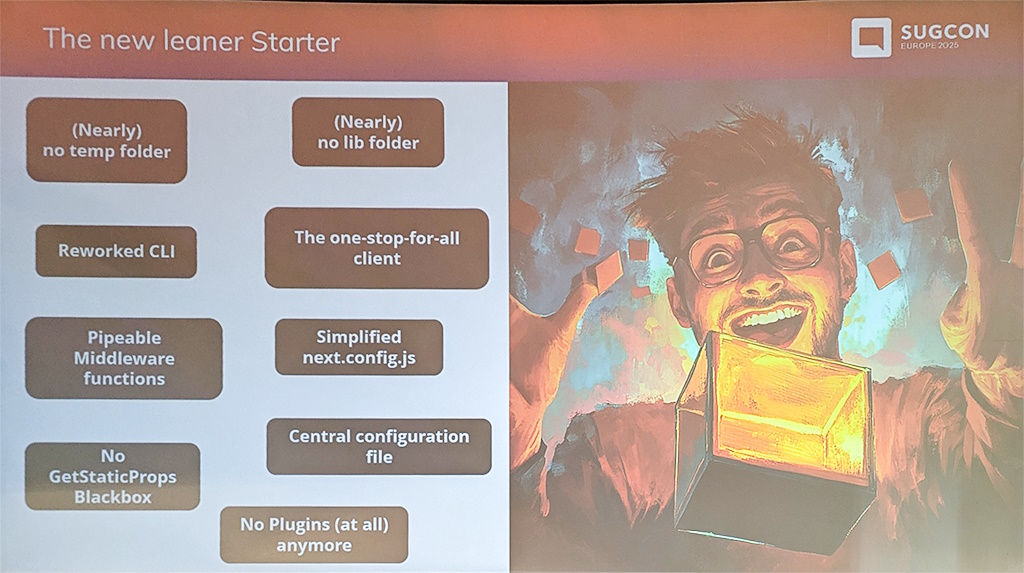 The new leaner Starter
SUGCON
EUROPE 2025
(Nearly)
no temp folder
(Nearly)
no lib folder
Reworked CLI
The one-stop-for-all
client
Pipeable
Middleware
functions
Simplified
next.config.js
No
GetStaticProps
Blackbox
Central configuration
file
No Plugins (at all)
anymore